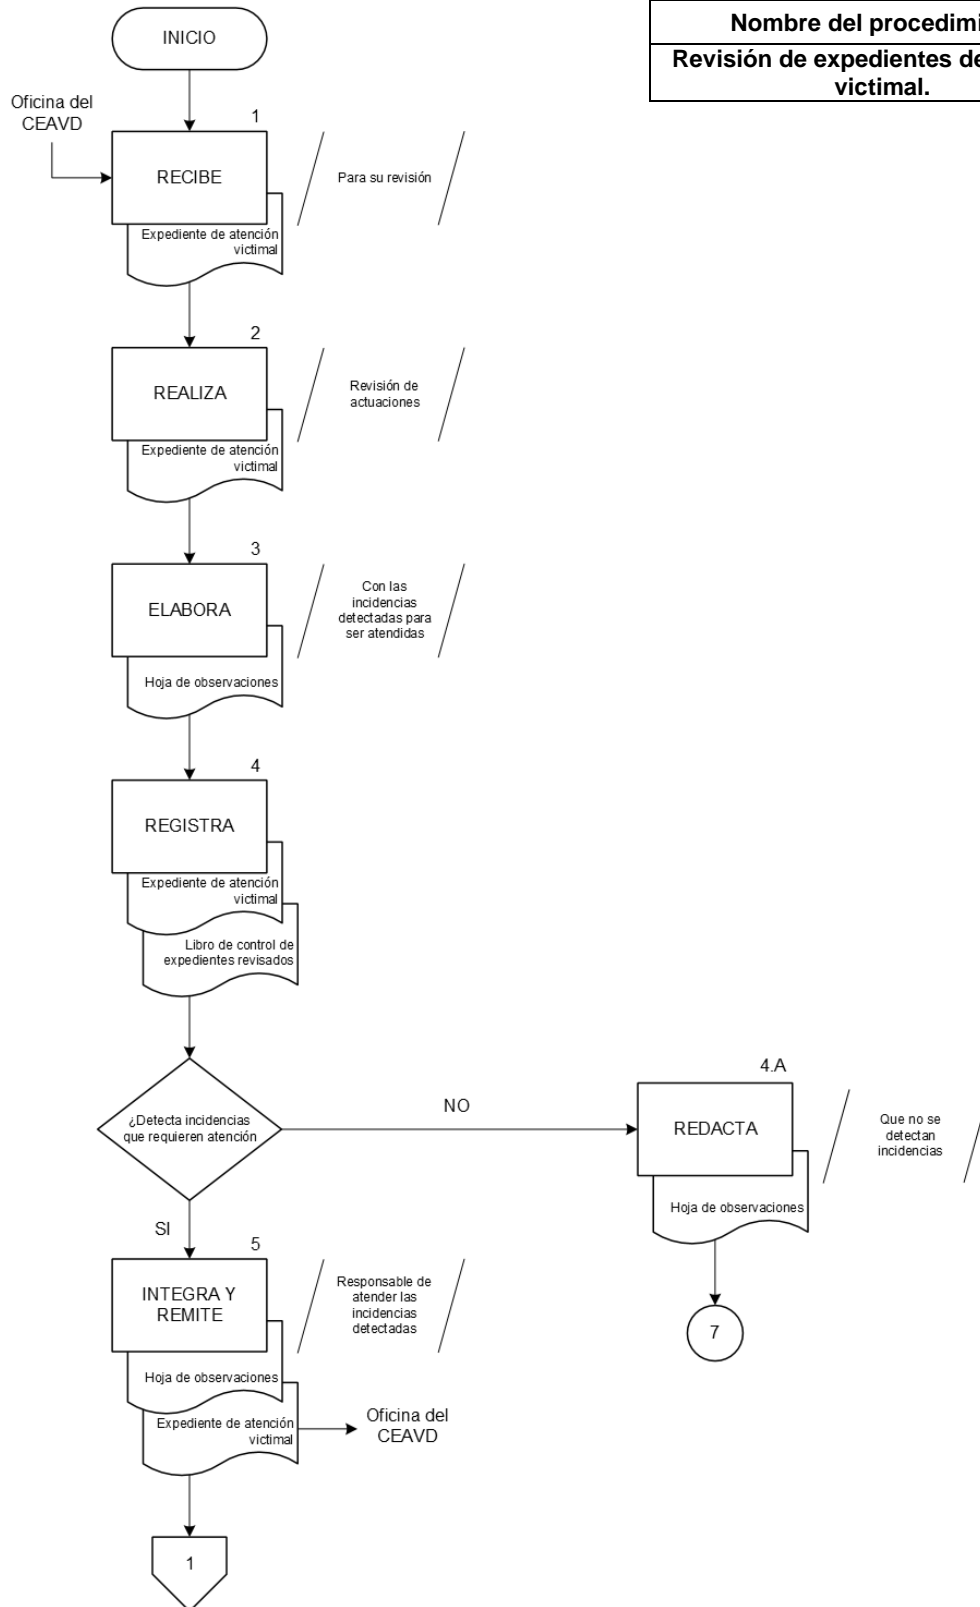 Nombre del procedimi
Revisión de expedientes de
victimal.
INICIO
Oficina del
CEAVD
1
RECIBE
Para su revisión
Expediente de atención
victimal
2
REALIZA
Revisión de
actuaciones
Expediente de atención
victimal
3
ELABORA
Con las
incidencias
detectadas para
ser atendidas
Hoja de observaciones
4
REGISTRA
Expediente de atención
victimal
Libro de control de
expedientes revisados
¿Detecta incidencias
que requieren atención
NO
4.A
REDACTA
Que no se
detectan
incidencias
Hoja de observaciones
7
SI
5
INTEGRA Y
REMITE
Responsable de
atender las
incidencias
detectadas
Hoja de observaciones
Expediente de atención
victimal
Oficina del
CEAVD
1